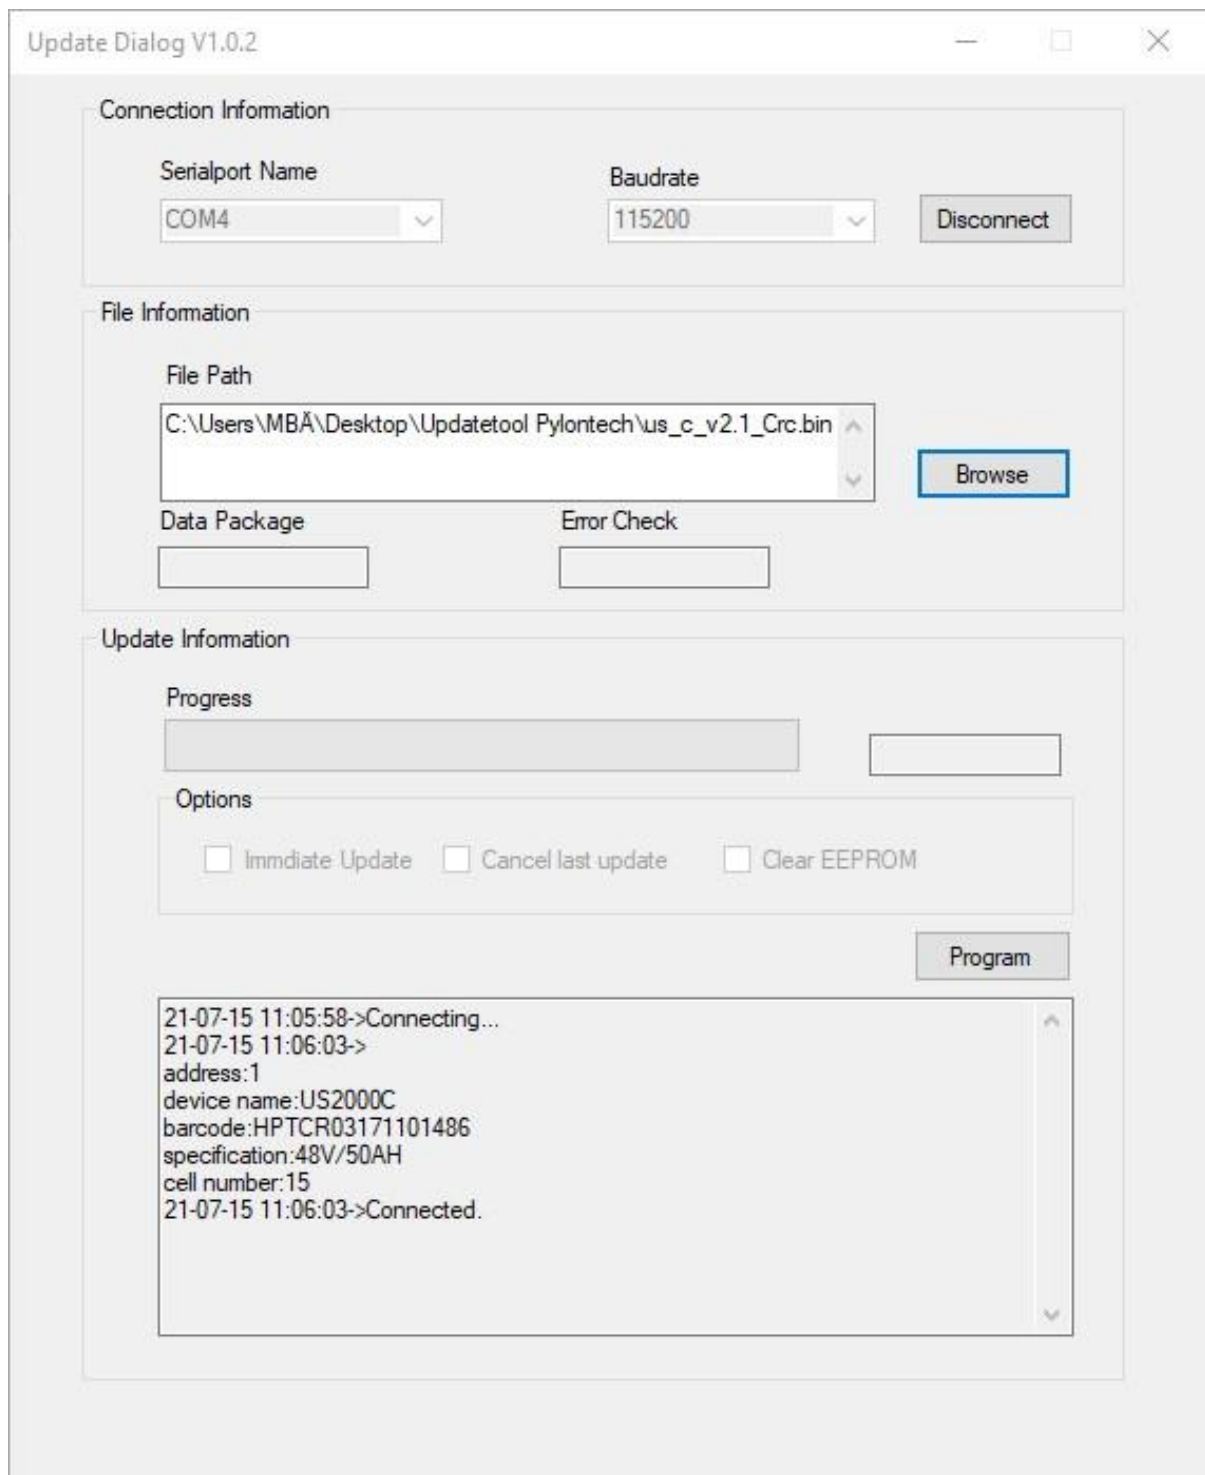 Update Dialog V1.0.2
Connection Information
Serialport Name
Baudrate
COM4
115200
Disconnect
File Information
File Path
C:\Users\MBÄ\Desktop\Updatetool Pylontech\us_c_v2.1_Crc.bin
Browse
Data Package
Error Check
Update Information
Progress
Options
Immdiate Update
Cancel last update
Clear EEPROM
Program
21-07-15 11:05:58->Connecting...
21-07-15 11:06:03->
address:1
device name:US2000C
barcode:HPTCR03171101486
specification:48V/50AH
cell number:15
21-07-15 11:06:03->Connected.